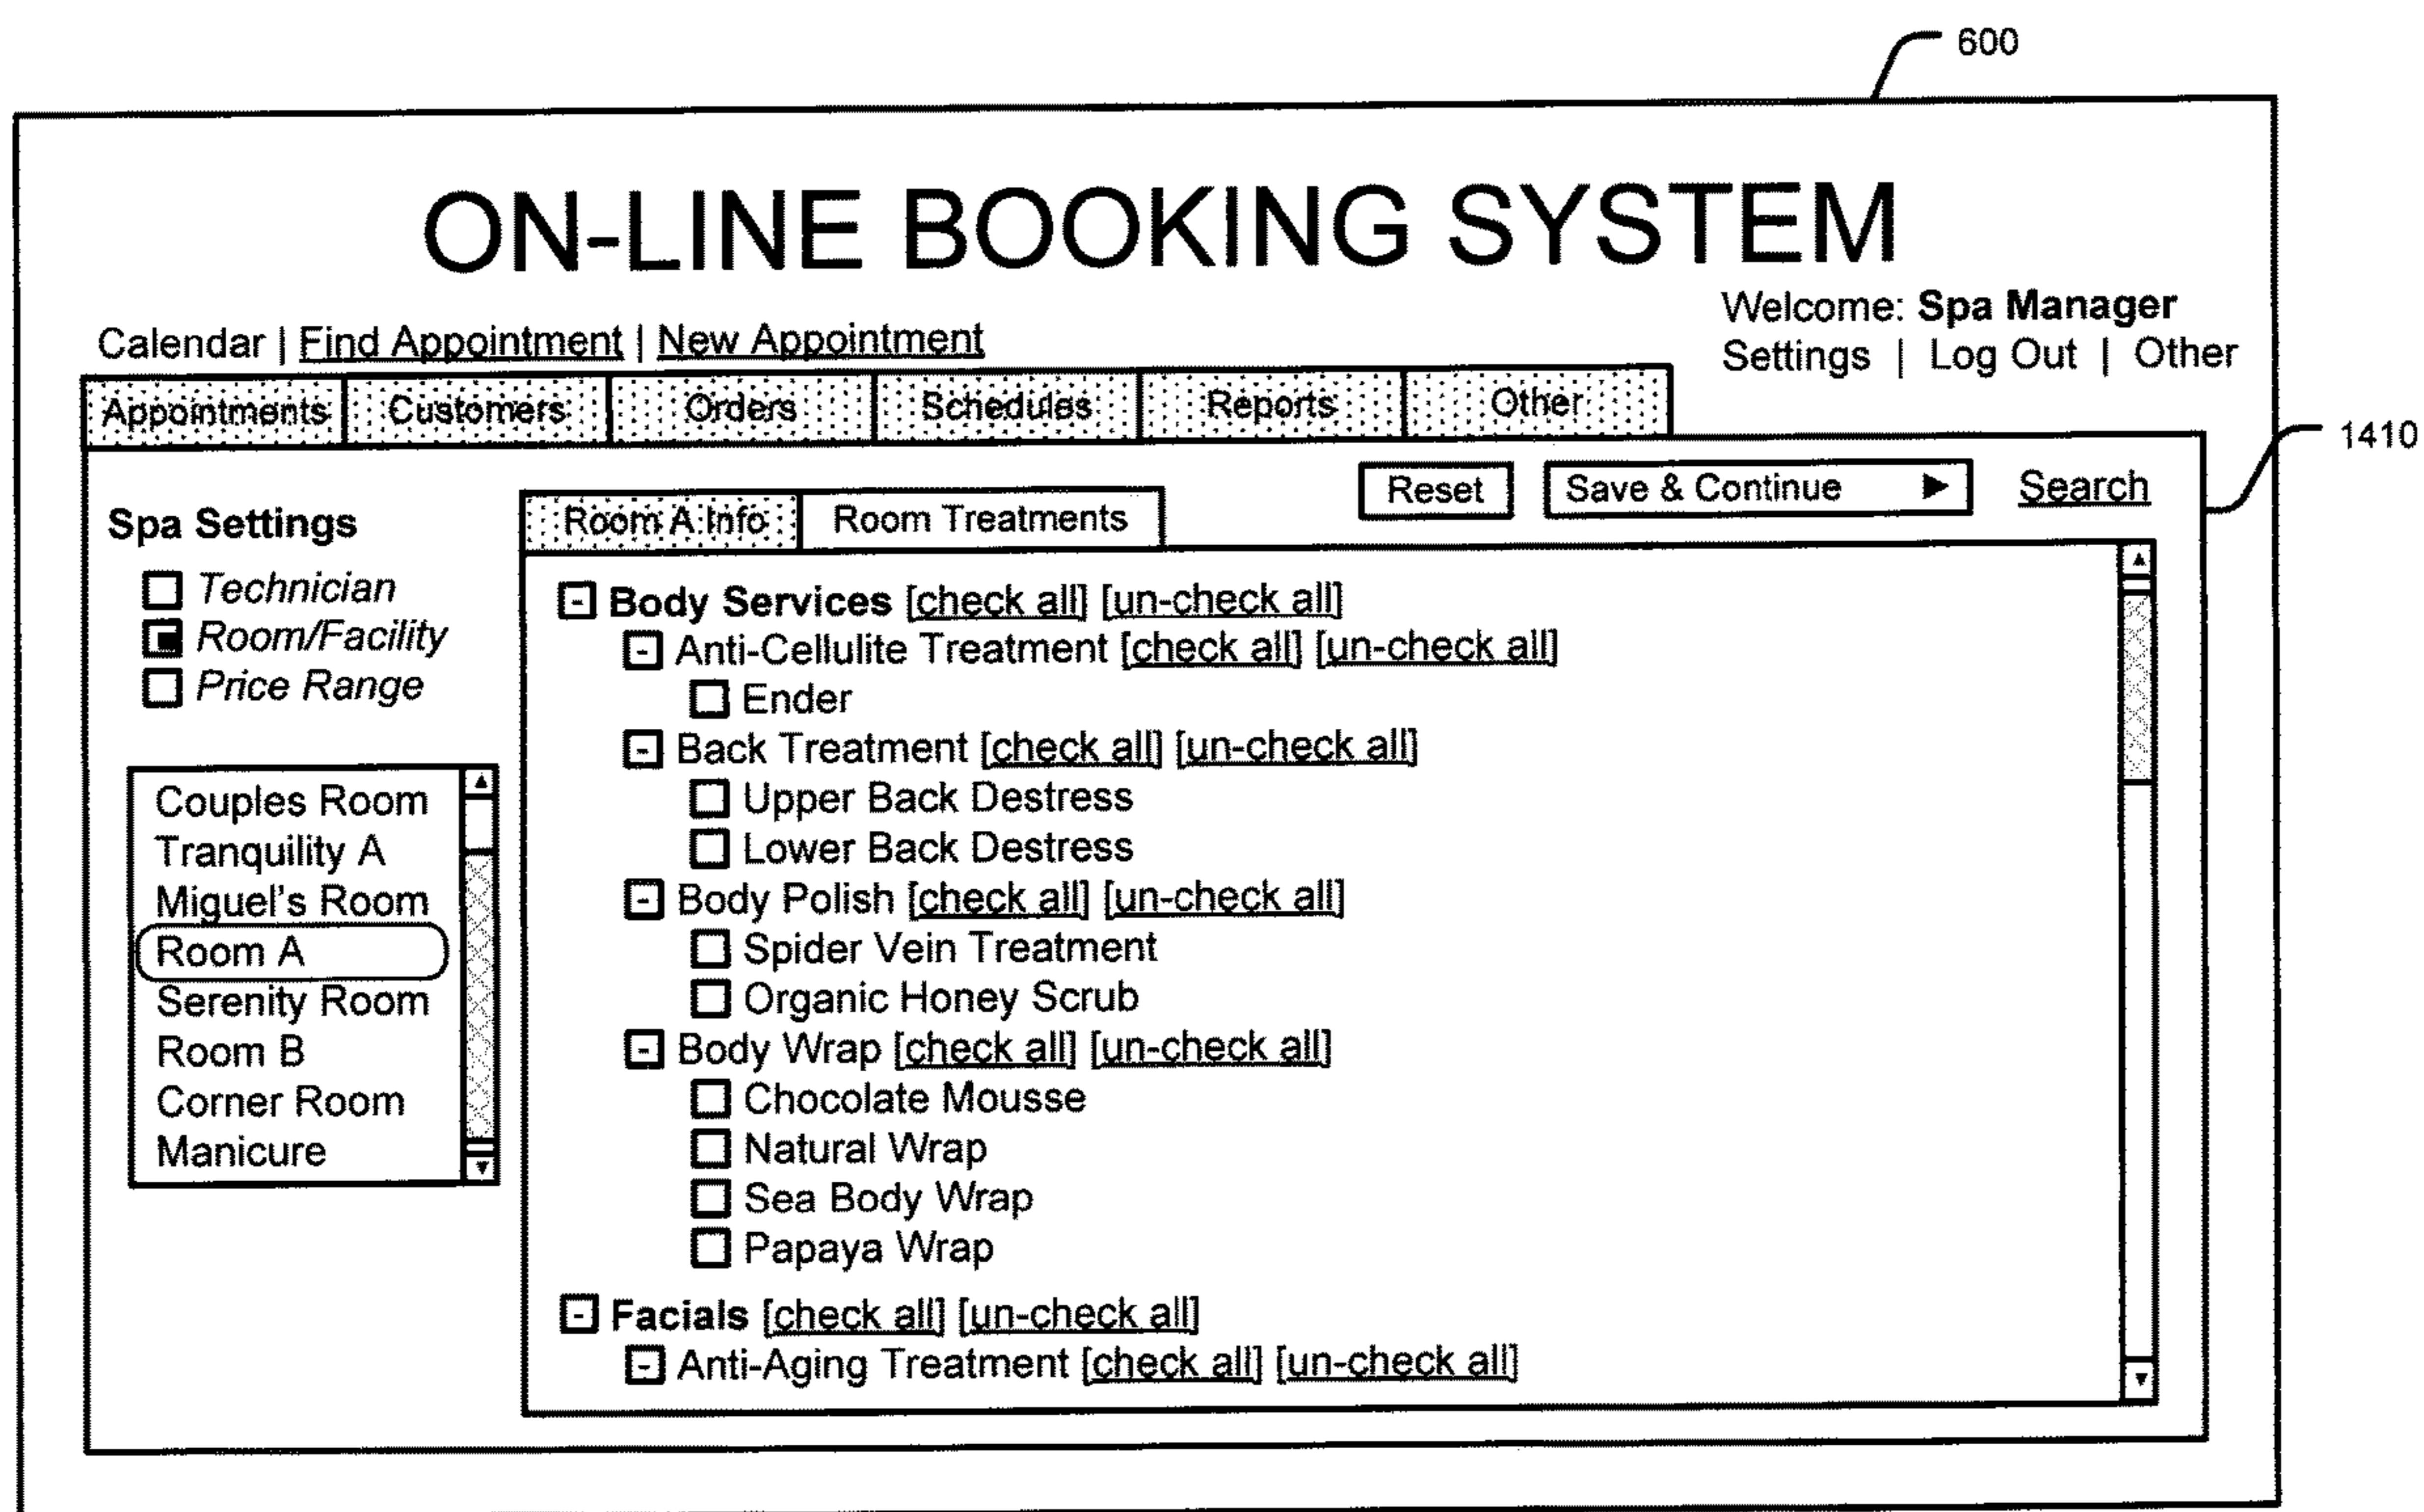 600
ON-LINE BOOKING SYSTEM
Welcome: Spa Manager
Calendar | Find Appointment | New Appointment
Settings | Log Out | Other
Appointments Customers Orders Schedules Reports Other
1410
Reset Save & Continue Search
Spa Settings
Room A Info Room Treatments
Technician
Room/Facility
Price Range
Couples Room
Tranquility A
Miguel's Room
Room A
Serenity Room
Room B
Corner Room
Manicure
Body Services [check all] [un-check all]
Anti-Cellulite Treatment [check all] [un-check all]
Ender
Back Treatment [check all] [un-check all]
Upper Back Destress
Lower Back Destress
Body Polish [check all] [un-check all]
Spider Vein Treatment
Organic Honey Scrub
Body Wrap [check all] [un-check all]
Chocolate Mousse
Natural Wrap
Sea Body Wrap
Papaya Wrap
Facials [check all] [un-check all]
Anti-Aging Treatment [check all] [un-check all]